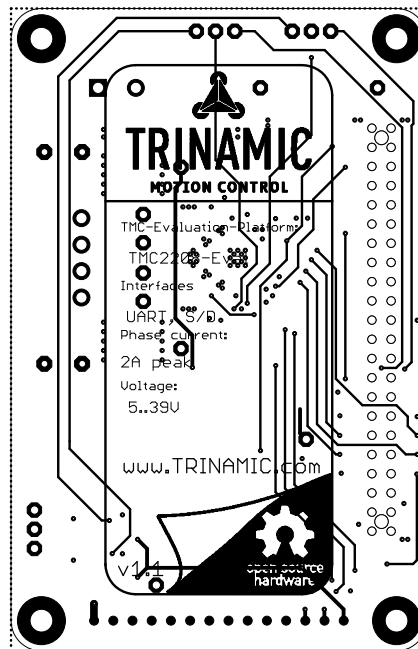 TRINAMIC
MOTION CONTROL
TMC-Evaluation-Platform:
Interfaces
UART, S/D
Phase current:
2A peak
Voltage:
5..39V
www.TRINAMIC.com
v1.1
open source
hardware